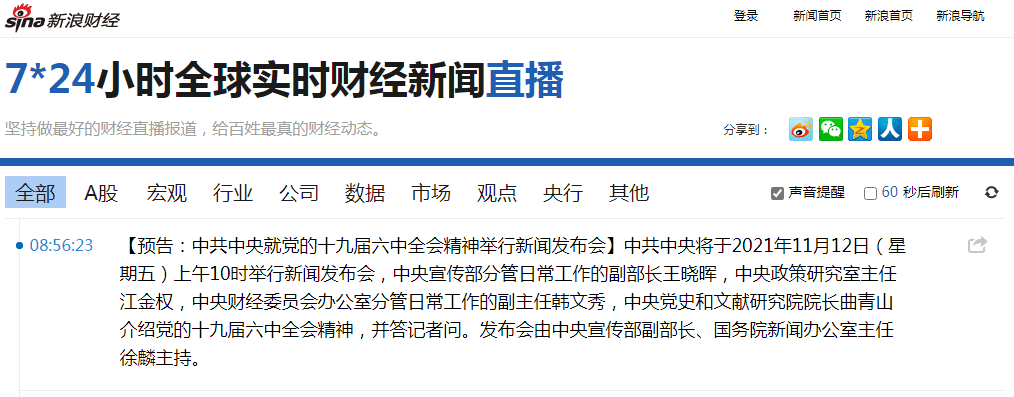 sina 新浪财经
登录 新闻首页 新浪首页 新浪导航
7*24小时全球实时财经新闻直播
坚持做最好的财经直播报道，给百姓最真的财经动态。
分享到：
全部 A股 宏观 行业 公司 数据 市场 观点 央行 其他 声音提醒 60 秒后刷新
08:56:23 【预告：中共中央就党的十九届六中全会精神举行新闻发布会】中共中央将于2021年11月12日（星
期五）上午10时举行新闻发布会，中央宣传部分管日常工作的副部长王晓晖，中央政策研究室主任
江金权，中央财经委员会办公室分管日常工作的副主任韩文秀，中央党史和文献研究院院长曲青山
介绍党的十九届六中全会精神，并答记者问。发布会由中央宣传部副部长、国务院新闻办公室主任
徐麟主持。